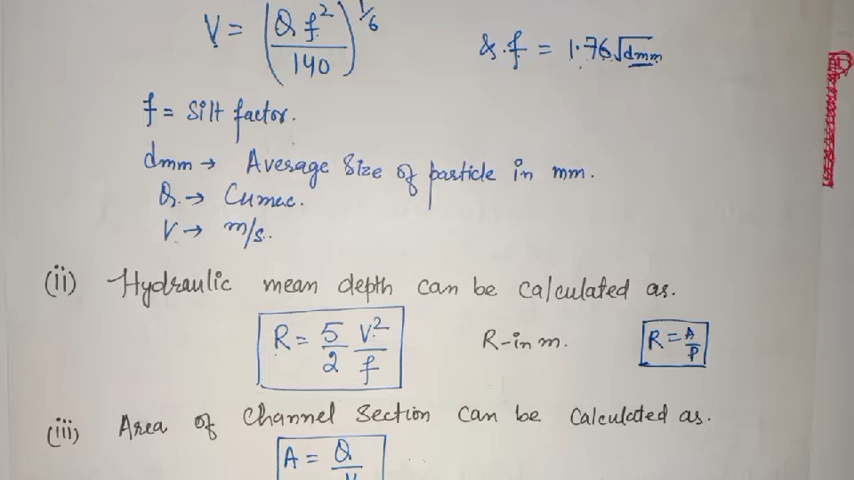 V = (Q f²/140)^1/6 & f = 1.76√dmm
f = Silt factor.
dmm → Average Size of particle in mm.
Q → Cumec.
V → m/s.
(ii) Hydraulic mean depth can be calculated as.
R = 5/2 V²/f R-in m. R = A/P
(iii) Area of Channel Section can be calculated as.
A = Q/V